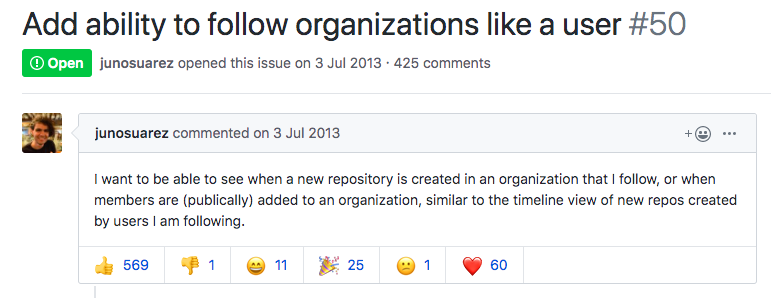 Add ability to follow organizations like a user #50
Open junosuarez opened this issue on 3 Jul 2013 · 425 comments
junosuarez commented on 3 Jul 2013
I want to be able to see when a new repository is created in an organization that I follow, or when
members are (publically) added to an organization, similar to the timeline view of new repos created
by users I am following.
569 1 11 25 1 60